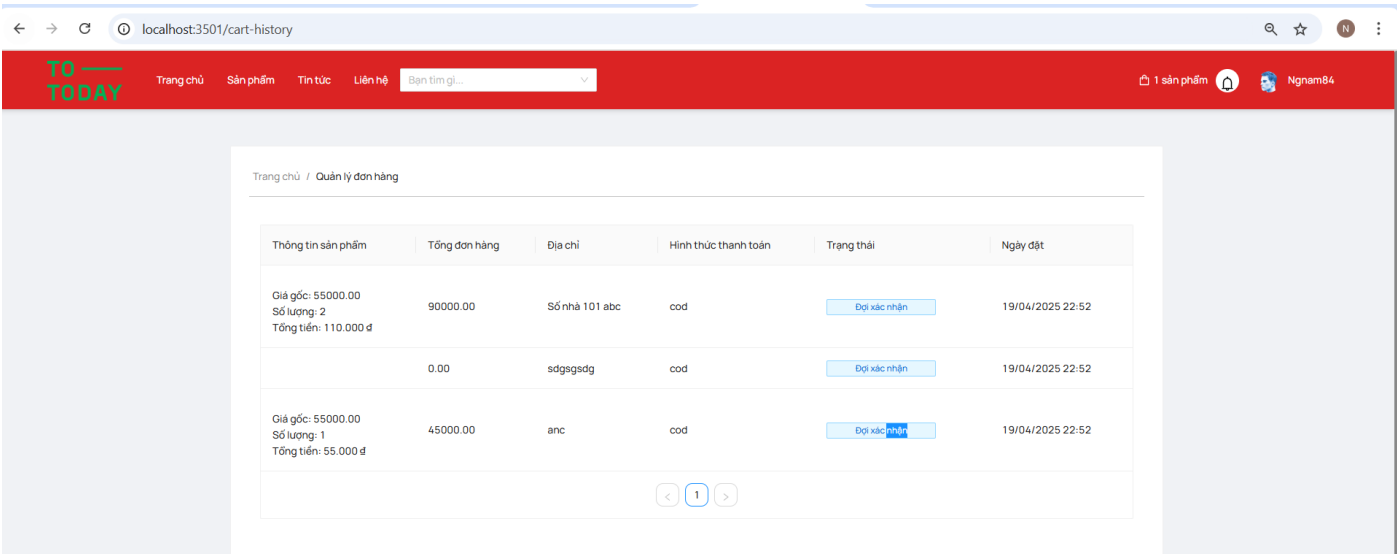 localhost:3501/cart-history
N
TO
TODAY
Trang chủ
Sản phẩm
Tin tức
Liên hệ
Bạn tìm gì...
1 sản phẩm
Ngnam84
Trang chủ / Quản lý đơn hàng
Thông tin sản phẩm
Tổng đơn hàng
Địa chỉ
Hình thức thanh toán
Trạng thái
Ngày đặt
Giá gốc: 55000.00
Số lượng: 2
Tổng tiền: 110.000 ₫
90000.00
Số nhà 101 abc
cod
Đợi xác nhận
19/04/2025 22:52
0.00
sdgsgsdg
cod
Đợi xác nhận
19/04/2025 22:52
Giá gốc: 55000.00
Số lượng: 1
Tổng tiền: 55.000 ₫
45000.00
anc
cod
Đợi xác nhận
19/04/2025 22:52
1